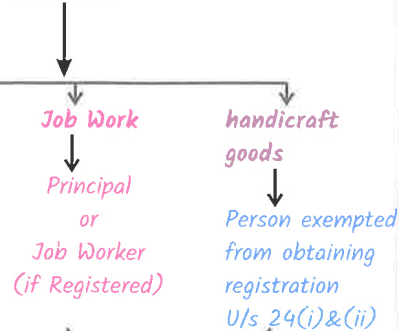 Job Work
Principal
or
Job Worker
(if Registered)
handicraft
goods
Person exempted
from obtaining
registration
U/s 24(i)&(ii)